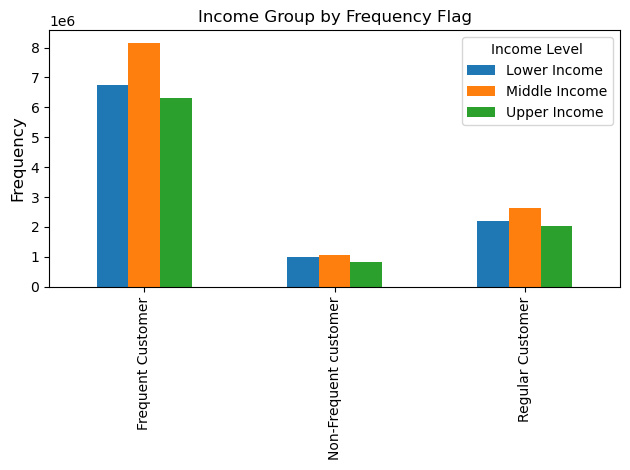 Income Group by Frequency Flag
1e6
Income Level
Lower Income
Middle Income
Upper Income
8
7
6
5
4
3
2
1
0
Frequency
Frequent Customer
Non-Frequent customer
Regular Customer